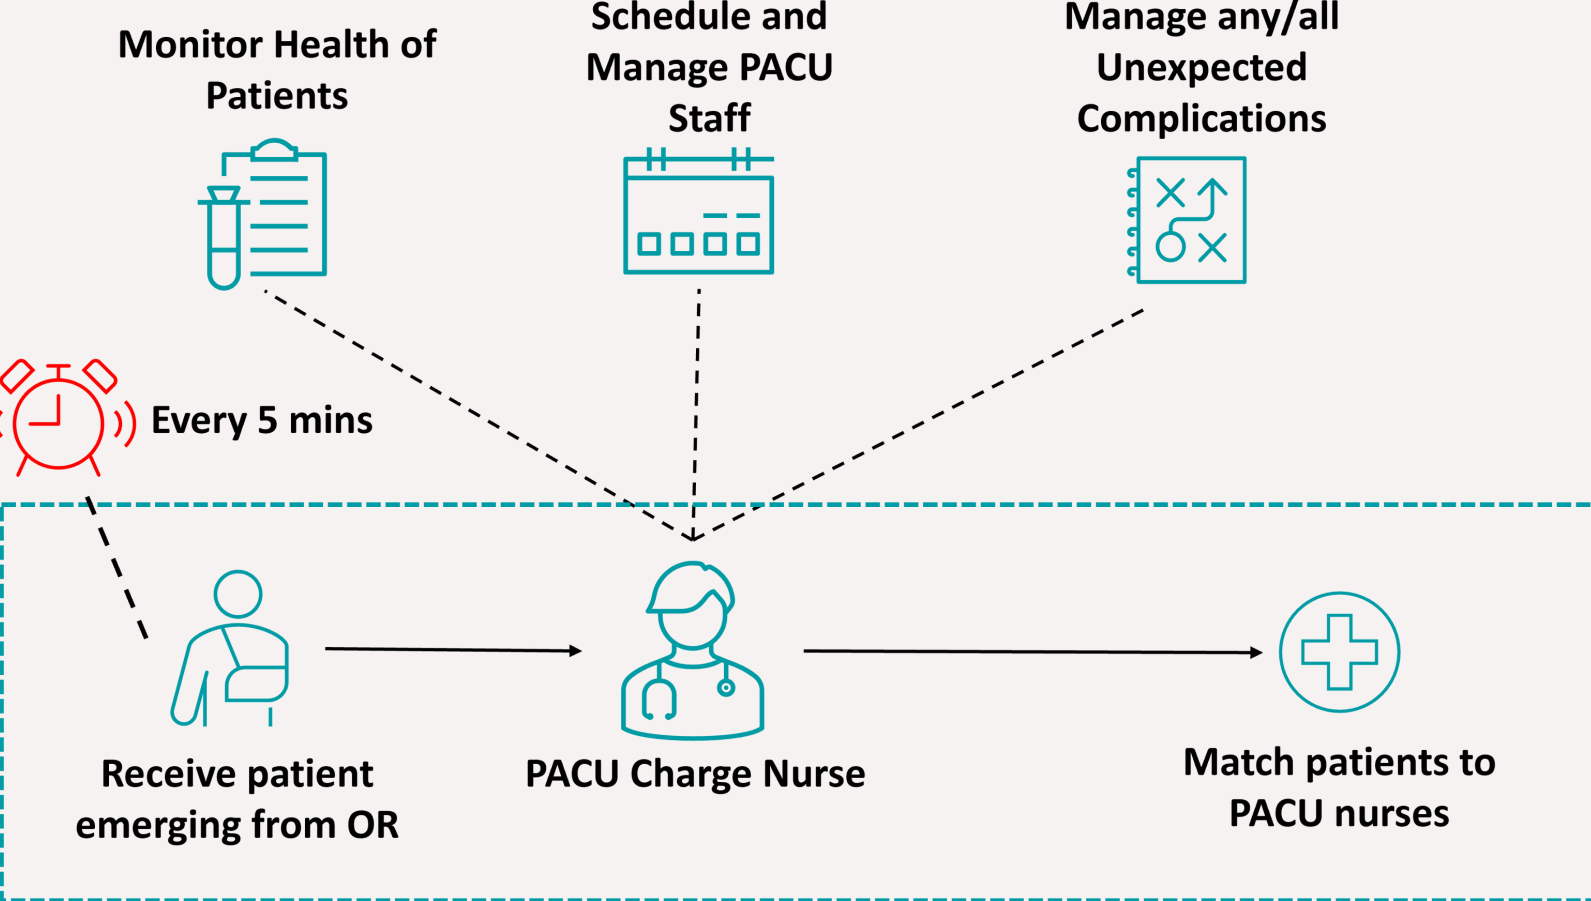 Monitor Health of
Patients
Schedule and
Manage PACU
Staff
Manage any/all
Unexpected
Complications
Every 5 mins
Receive patient
emerging from OR
PACU Charge Nurse
Match patients to
PACU nurses